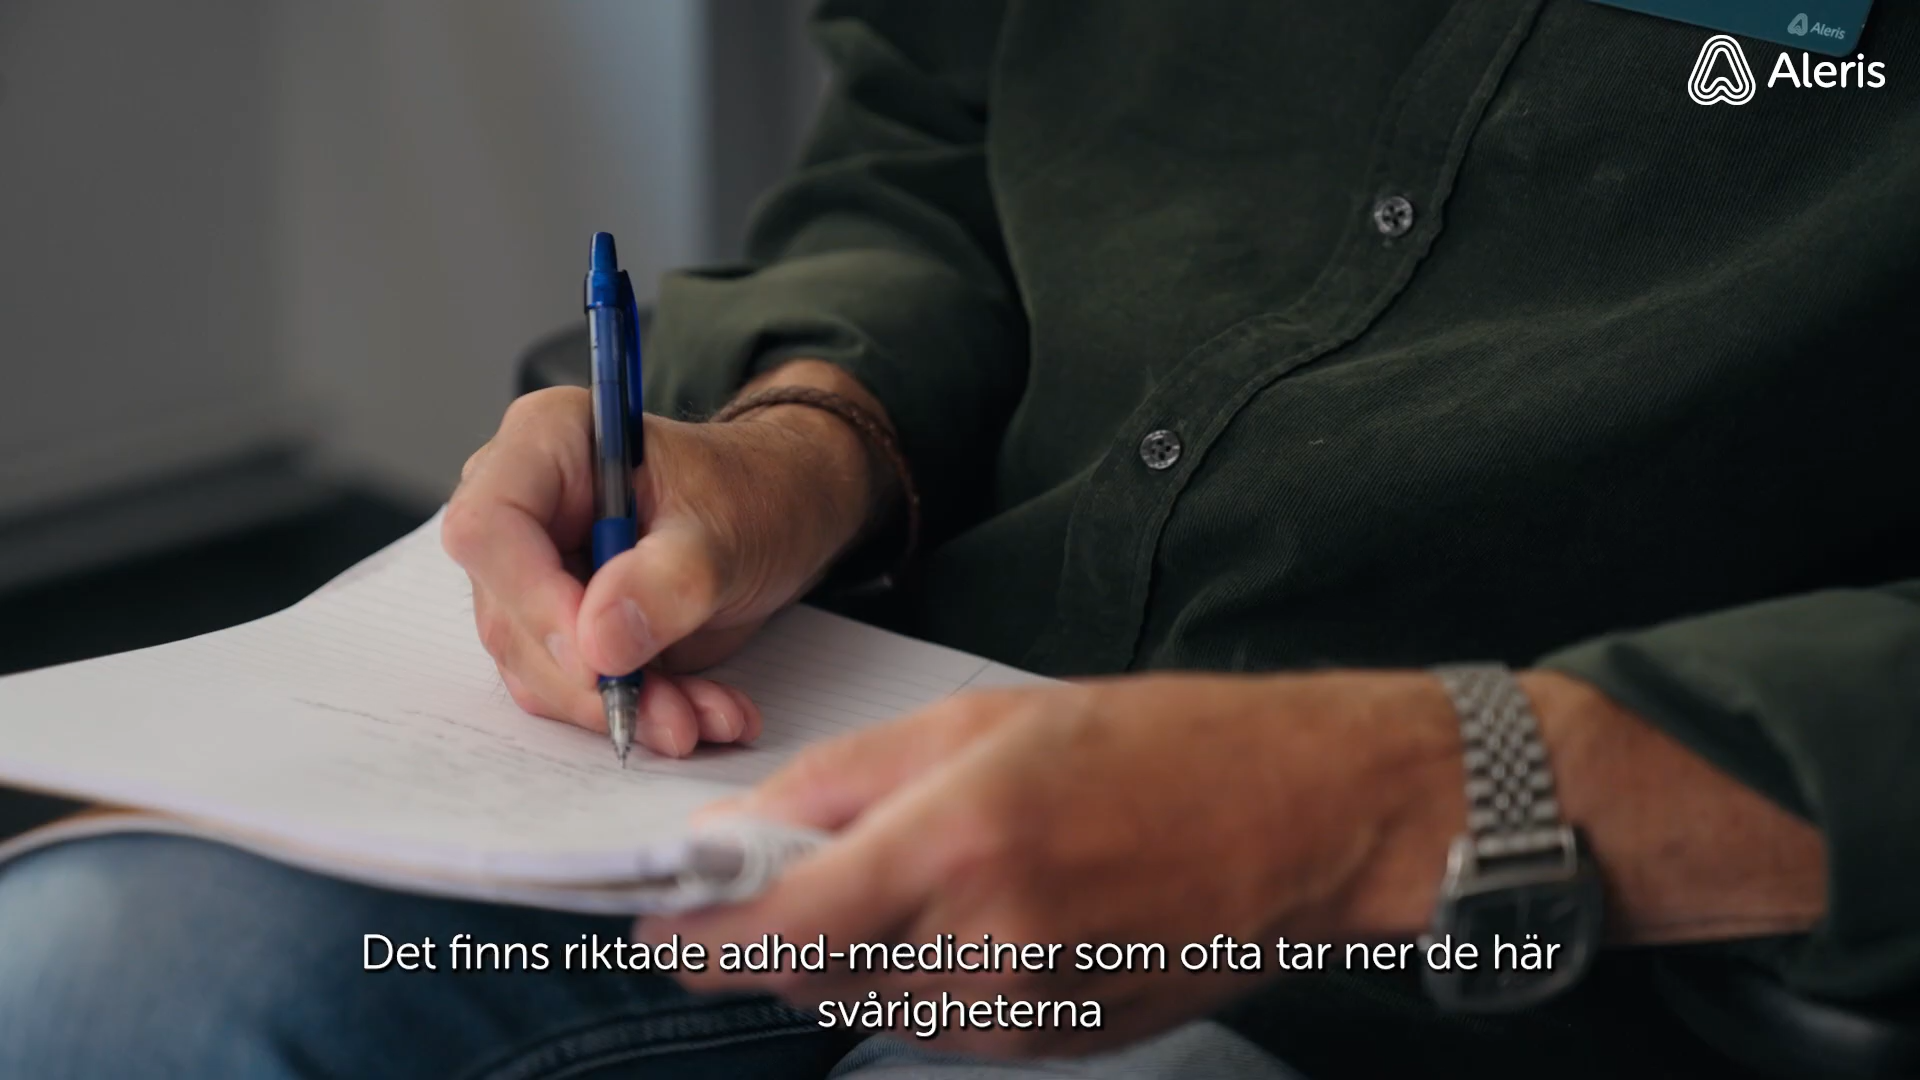 Aleris
Aleris
Det finns riktade adhd-mediciner som ofta tar ner de här
svårigheterna